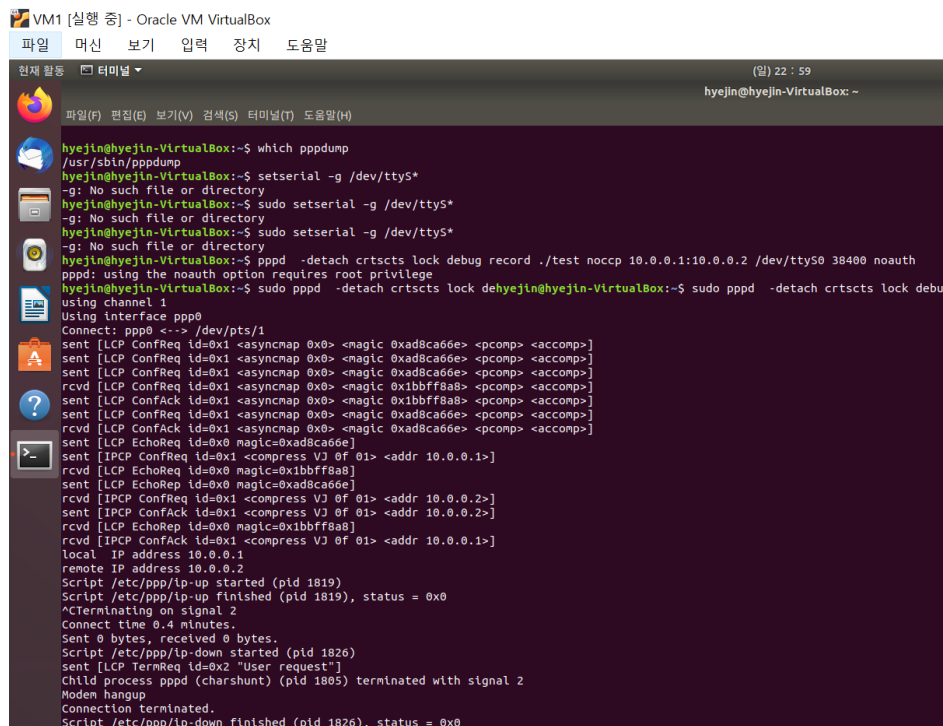 VM1 [실행 중] - Oracle VM VirtualBox
파일 머신 보기 입력 장치 도움말
현재 활동 터미널 (일) 22 : 59
hyejin@hyejin-VirtualBox: ~
파일(F) 편집(E) 보기(V) 검색(S) 터미널(T) 도움말(H)
hyejin@hyejin-VirtualBox:~$ which pppdump
/usr/sbin/pppdump
hyejin@hyejin-VirtualBox:~$ setserial -g /dev/ttyS*
-g: No such file or directory
hyejin@hyejin-VirtualBox:~$ sudo setserial -g /dev/ttyS*
-g: No such file or directory
hyejin@hyejin-VirtualBox:~$ sudo setserial -g /dev/ttyS*
-g: No such file or directory
hyejin@hyejin-VirtualBox:~$ pppd  -detach crtscts lock debug record ./test noccp 10.0.0.1:10.0.0.2 /dev/ttyS0 38400 noauth
pppd: using the noauth option requires root privilege
hyejin@hyejin-VirtualBox:~$ sudo pppd  -detach crtscts lock dehyejin@hyejin-VirtualBox:~$ sudo pppd  -detach crtscts lock debu
using channel 1
Using interface ppp0
Connect: ppp0 <--> /dev/pts/1
sent [LCP ConfReq id=0x1 <asyncmap 0x0> <magic 0xad8ca66e> <pcomp> <accomp>]
sent [LCP ConfReq id=0x1 <asyncmap 0x0> <magic 0xad8ca66e> <pcomp> <accomp>]
sent [LCP ConfReq id=0x1 <asyncmap 0x0> <magic 0xad8ca66e> <pcomp> <accomp>]
rcvd [LCP ConfReq id=0x1 <asyncmap 0x0> <magic 0x1bbff8a8> <pcomp> <accomp>]
sent [LCP ConfAck id=0x1 <asyncmap 0x0> <magic 0x1bbff8a8> <pcomp> <accomp>]
sent [LCP ConfReq id=0x1 <asyncmap 0x0> <magic 0xad8ca66e> <pcomp> <accomp>]
rcvd [LCP ConfAck id=0x1 <asyncmap 0x0> <magic 0xad8ca66e> <pcomp> <accomp>]
sent [LCP EchoReq id=0x0 magic=0xad8ca66e]
sent [IPCP ConfReq id=0x1 <compress VJ 0f 01> <addr 10.0.0.1>]
rcvd [LCP EchoReq id=0x0 magic=0x1bbff8a8]
sent [LCP EchoRep id=0x0 magic=0xad8ca66e]
rcvd [IPCP ConfReq id=0x1 <compress VJ 0f 01> <addr 10.0.0.2>]
sent [IPCP ConfAck id=0x1 <compress VJ 0f 01> <addr 10.0.0.2>]
rcvd [LCP EchoRep id=0x0 magic=0x1bbff8a8]
rcvd [IPCP ConfAck id=0x1 <compress VJ 0f 01> <addr 10.0.0.1>]
local  IP address 10.0.0.1
remote IP address 10.0.0.2
Script /etc/ppp/ip-up started (pid 1819)
Script /etc/ppp/ip-up finished (pid 1819), status = 0x0
^CTerminating on signal 2
Connect time 0.4 minutes.
Sent 0 bytes, received 0 bytes.
Script /etc/ppp/ip-down started (pid 1826)
sent [LCP TermReq id=0x2 "User request"]
Child process pppd (charshunt) (pid 1805) terminated with signal 2
Modem hangup
Connection terminated.
Script /etc/ppp/ip-down finished (pid 1826), status = 0x0